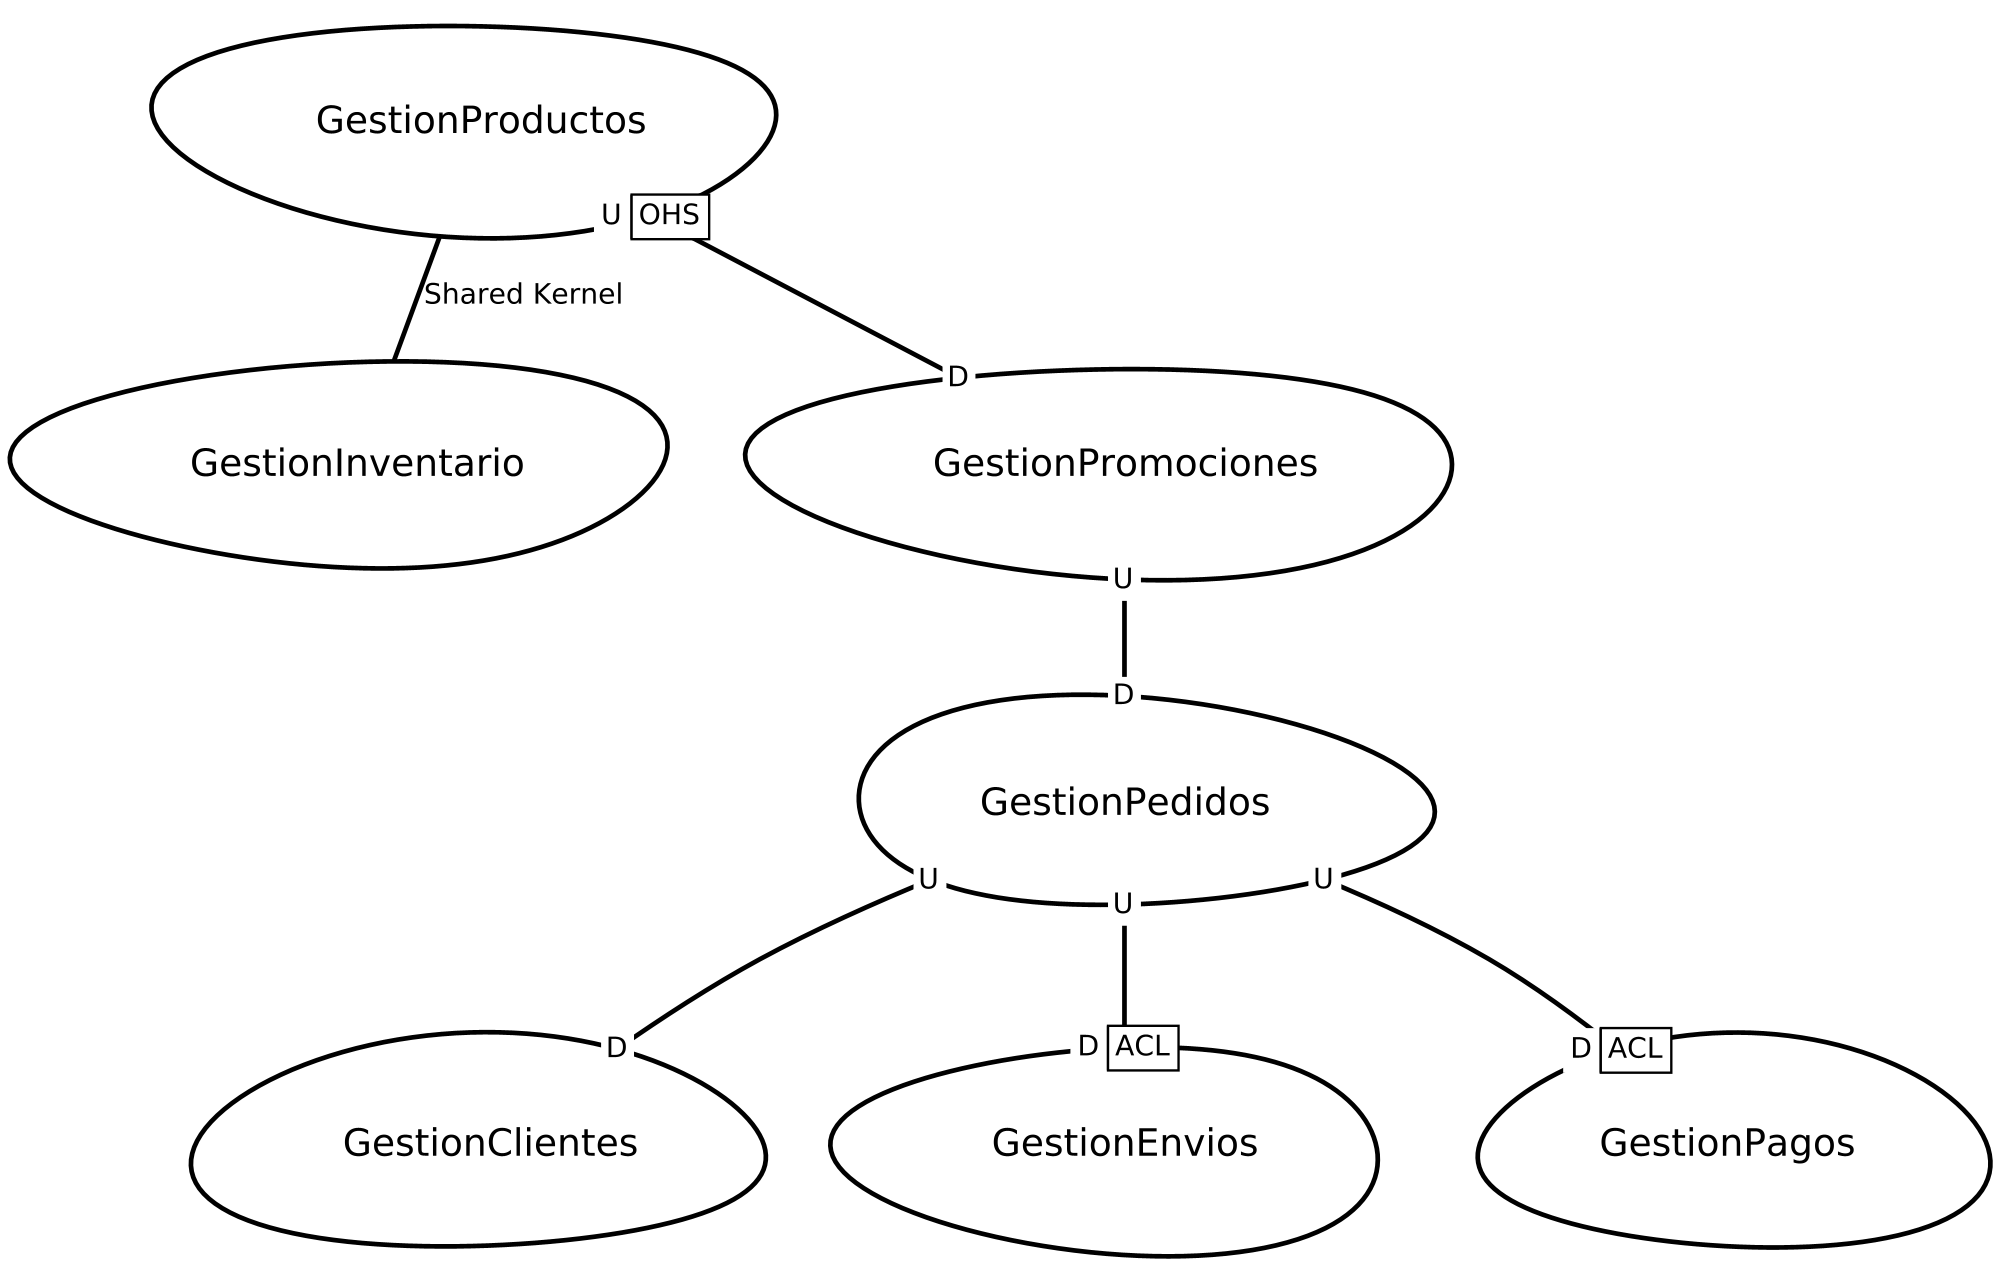 GestionProductos
U OHS
Shared Kernel
D
GestionInventario
GestionPromociones
U
D
GestionPedidos
U
U
U
D
D ACL
D ACL
GestionClientes
GestionEnvios
GestionPagos